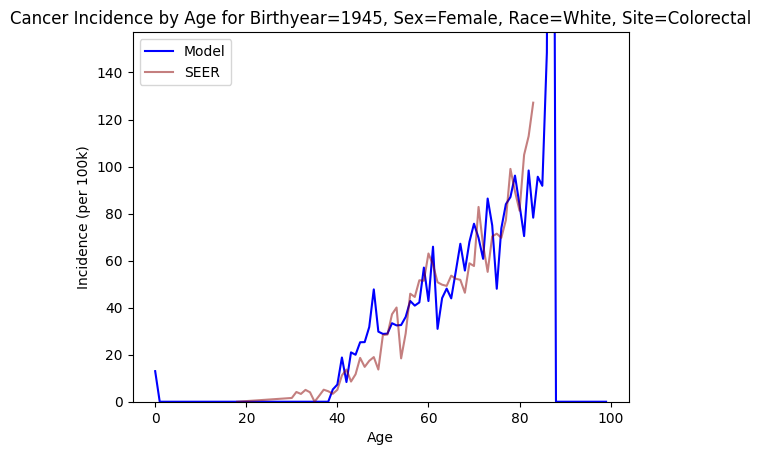 Cancer Incidence by Age for Birthyear=1945, Sex=Female, Race=White, Site=Colorectal
Model
SEER
Incidence (per 100k)
140
120
100
80
60
40
20
0
0 20 40 60 80 100
Age